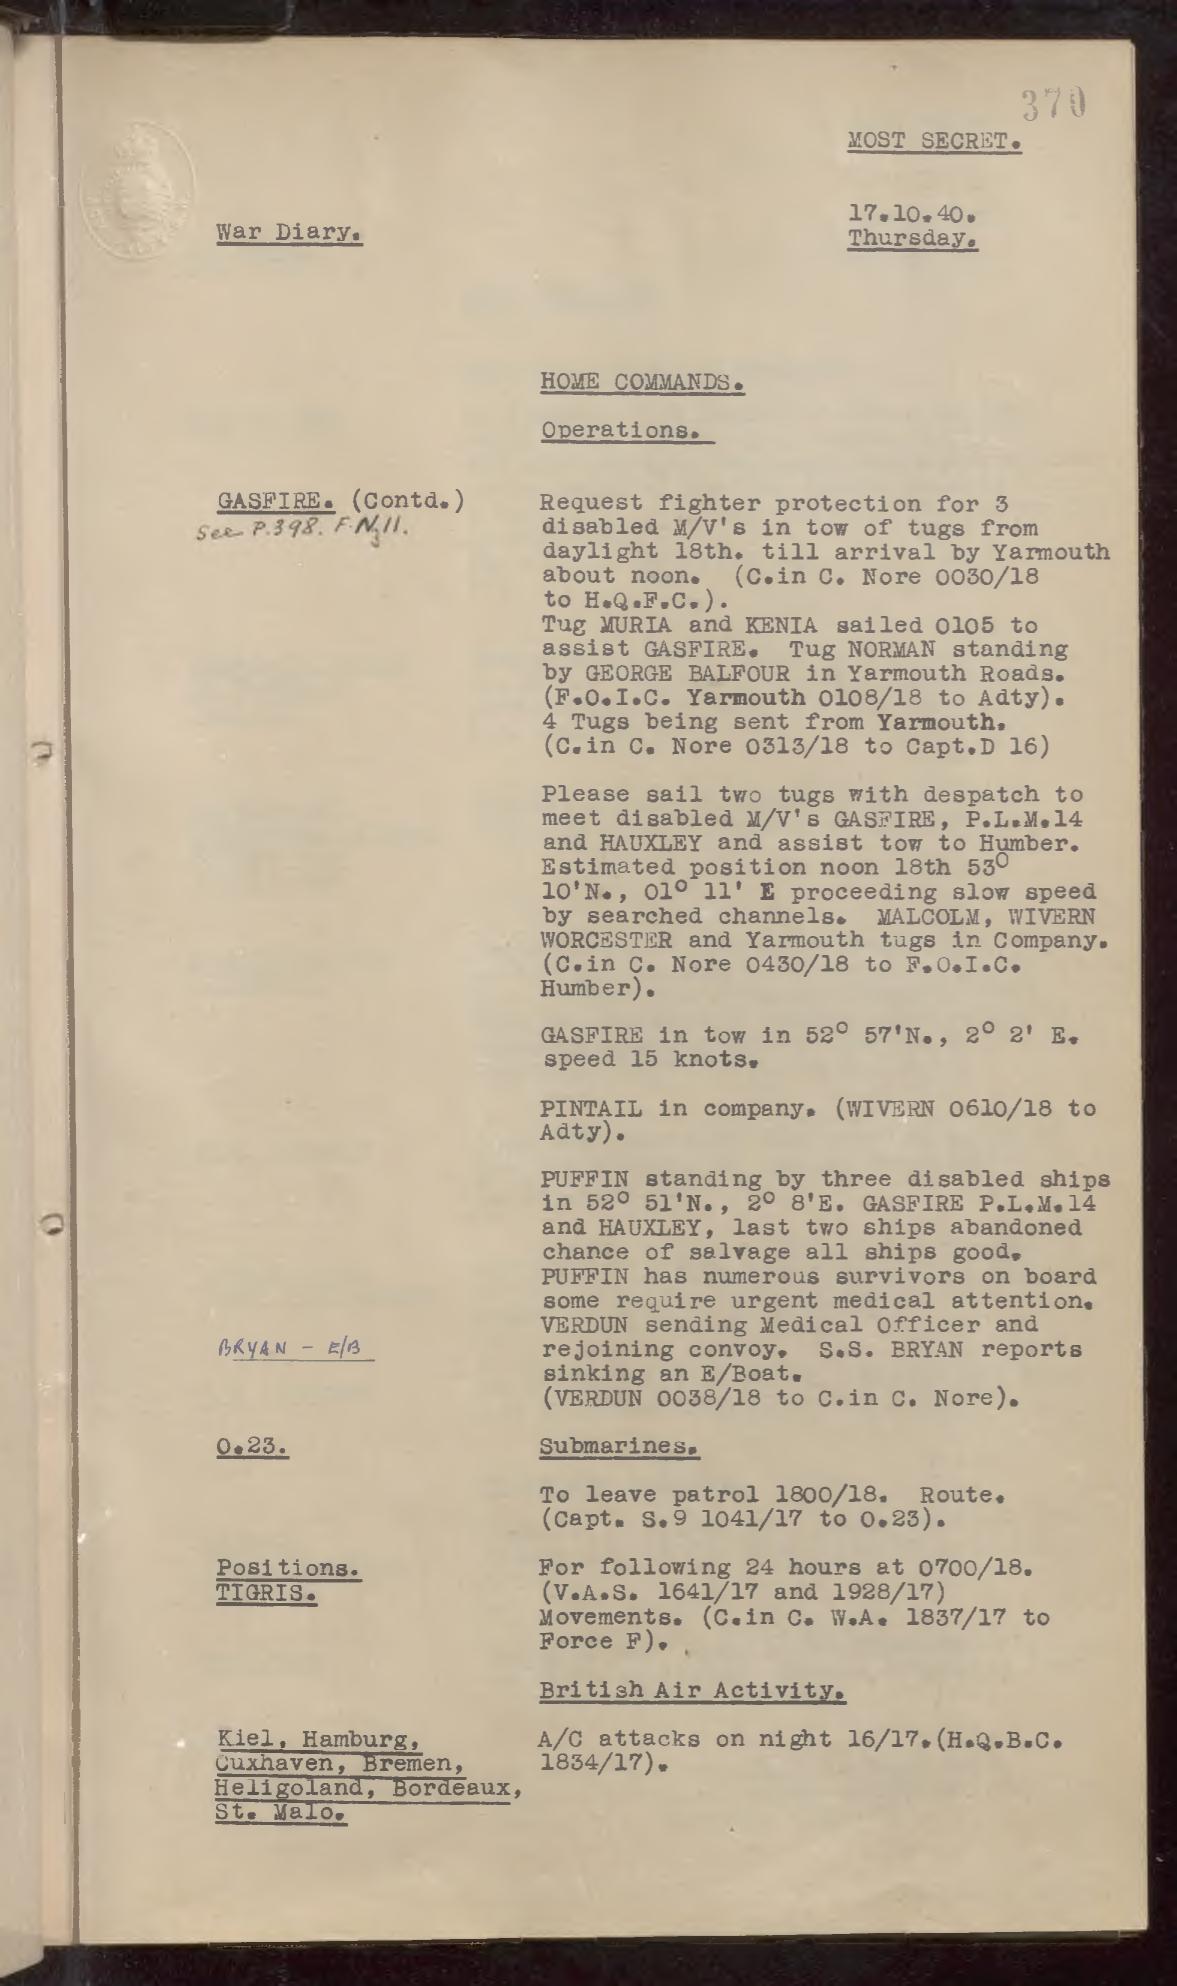 370
MOST SECRET.
17.10.40.
Thursday.
War Diary.
HOME COMMANDS.
Operations.
GASFIRE. (Contd.)
See P.398. F.N. 11.
Request fighter protection for 3
disabled M/V's in tow of tugs from
daylight 18th. till arrival by Yarmouth
about noon. (C.in C. Nore 0030/18
to H.Q.F.C.).
Tug MURIA and KENIA sailed 0105 to
assist GASFIRE. Tug NORMAN standing
by GEORGE BALFOUR in Yarmouth Roads.
(F.O.I.C. Yarmouth 0108/18 to Adty).
4 Tugs being sent from Yarmouth.
(C.in C. Nore 0313/18 to Capt.D 16)
Please sail two tugs with despatch to
meet disabled M/V's GASFIRE, P.L.M.14
and HAUXLEY and assist tow to Humber.
Estimated position noon 18th 53°
10'N., 01° 11' E proceeding slow speed
by searched channels. MALCOLM, WIVERN
WORCESTER and Yarmouth tugs in Company.
(C.in C. Nore 0430/18 to F.O.I.C.
Humber).
GASFIRE in tow in 52° 57'N., 2° 2' E.
speed 15 knots.
PINTAIL in company. (WIVERN 0610/18 to
Adty).
PUFFIN standing by three disabled ships
in 52° 51'N., 2° 8'E. GASFIRE P.L.M.14
and HAUXLEY, last two ships abandoned
chance of salvage all ships good.
PUFFIN has numerous survivors on board
some require urgent medical attention.
VERDUN sending Medical Officer and
rejoining convoy. S.S. BRYAN reports
sinking an E/Boat.
(VERDUN 0038/18 to C.in C. Nore).
BRYAN - E/B
O.23.
Submarines.
To leave patrol 1800/18. Route.
(Capt. S.9 1041/17 to O.23).
Positions.
TIGRIS.
For following 24 hours at 0700/18.
(V.A.S. 1641/17 and 1928/17)
Movements. (C.in C. W.A. 1837/17 to
Force F).
British Air Activity.
Kiel, Hamburg,
Cuxhaven, Bremen,
Heligoland, Bordeaux,
St. Malo.
A/C attacks on night 16/17.(H.Q.B.C.
1834/17).